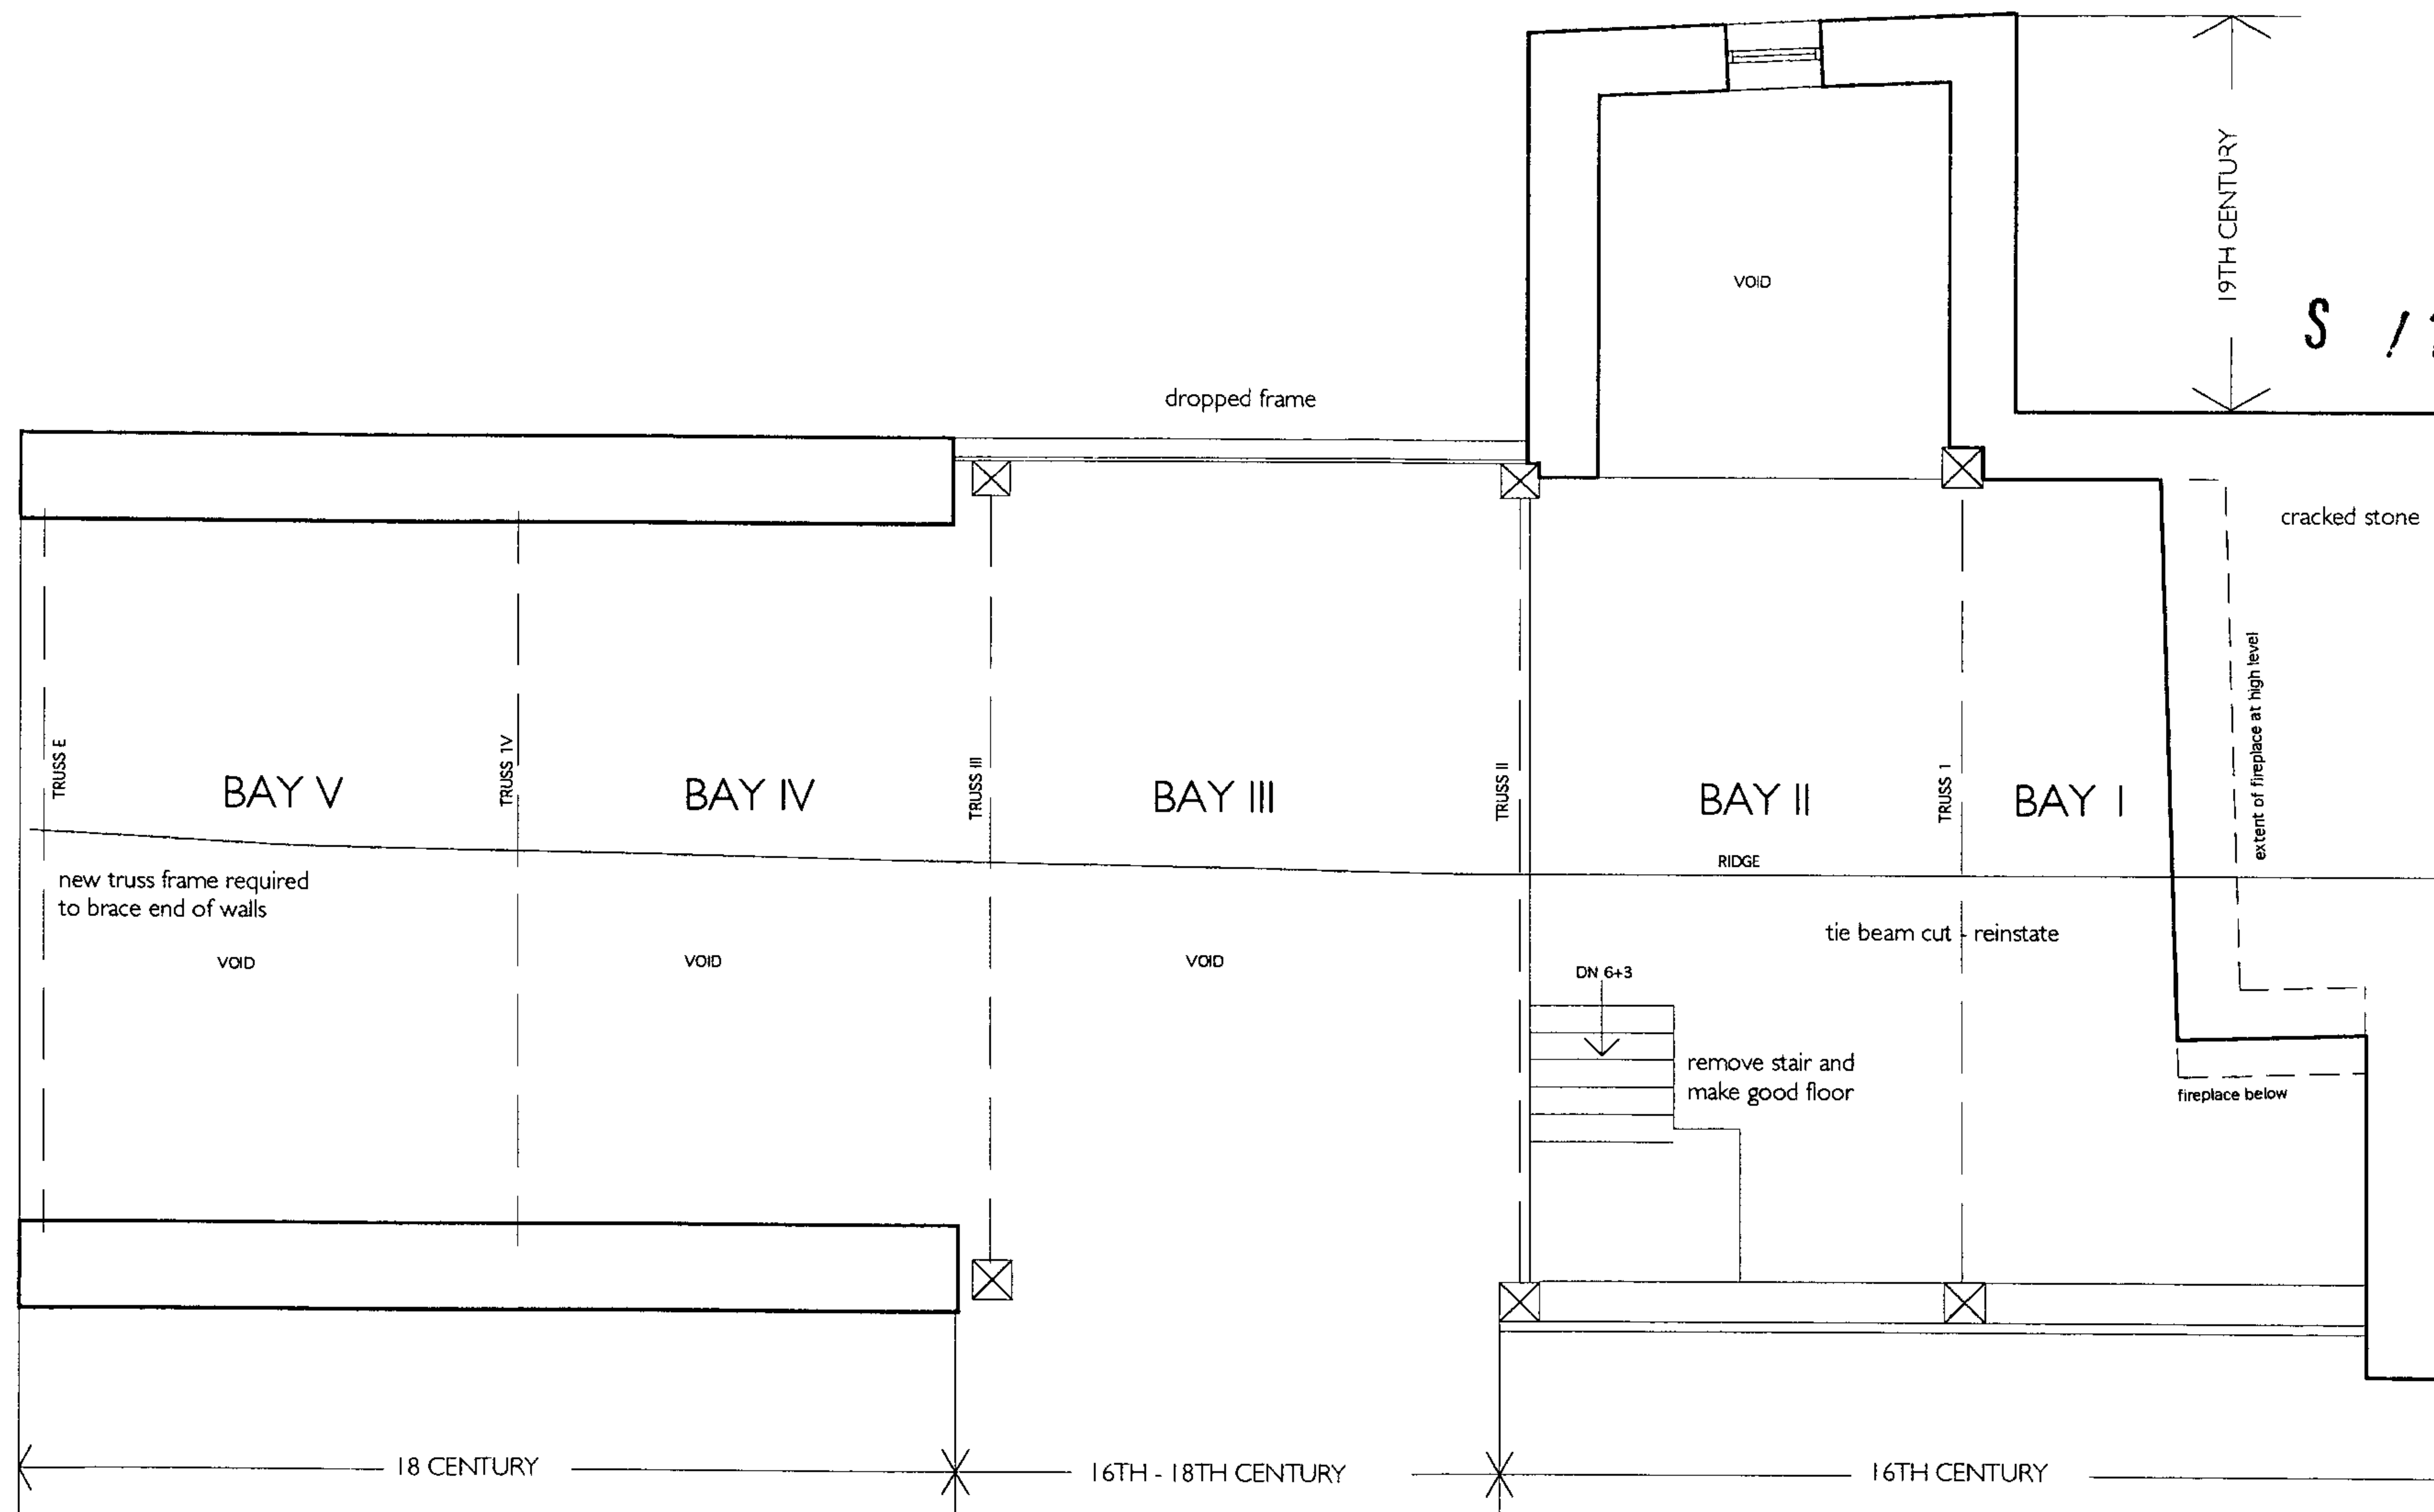 19TH CENTURY
VOID
S
dropped frame
cracked stone
extent of fireplace at high level
TRUSS E
BAY V
TRUSS 1V
BAY IV
TRUSS III
BAY III
TRUSS II
BAY II
TRUSS 1
BAY I
RIDGE
new truss frame required
to brace end of walls
tie beam cut - reinstate
VOID
VOID
VOID
DN 6+3
remove stair and
make good floor
fireplace below
18 CENTURY
16TH - 18TH CENTURY
16TH CENTURY